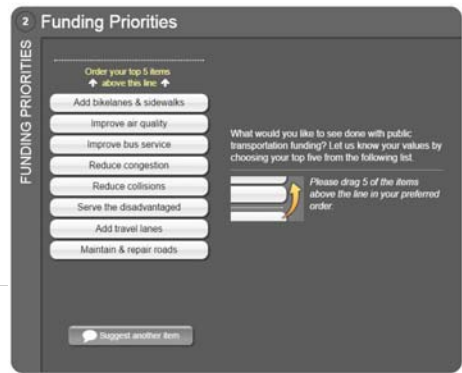 2 Funding Priorities
FUNDING PRIORITIES
Order your top 5 items
above this line
Add bikelanes & sidewalks
Improve air quality
Improve bus service
Reduce congestion
Reduce collisions
Serve the disadvantaged
Add travel lanes
Maintain & repair roads
Suggest another item
What would you like to see done with public
transportation funding? Let us know your values by
choosing your top five from the following list.
Please drag 5 of the items
above the line in your preferred
order.